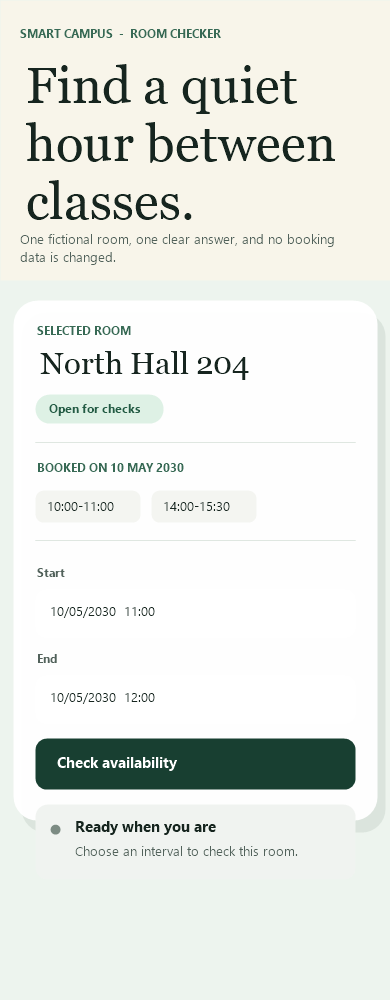 SMART CAMPUS - ROOM CHECKER
Find a quiet
hour between
classes.
One fictional room, one clear answer, and no booking
data is changed.
SELECTED ROOM
North Hall 204
Open for checks
BOOKED ON 10 MAY 2030
10:00-11:00 14:00-15:30
Start
10/05/2030 11:00
End
10/05/2030 12:00
Check availability
Ready when you are
Choose an interval to check this room.